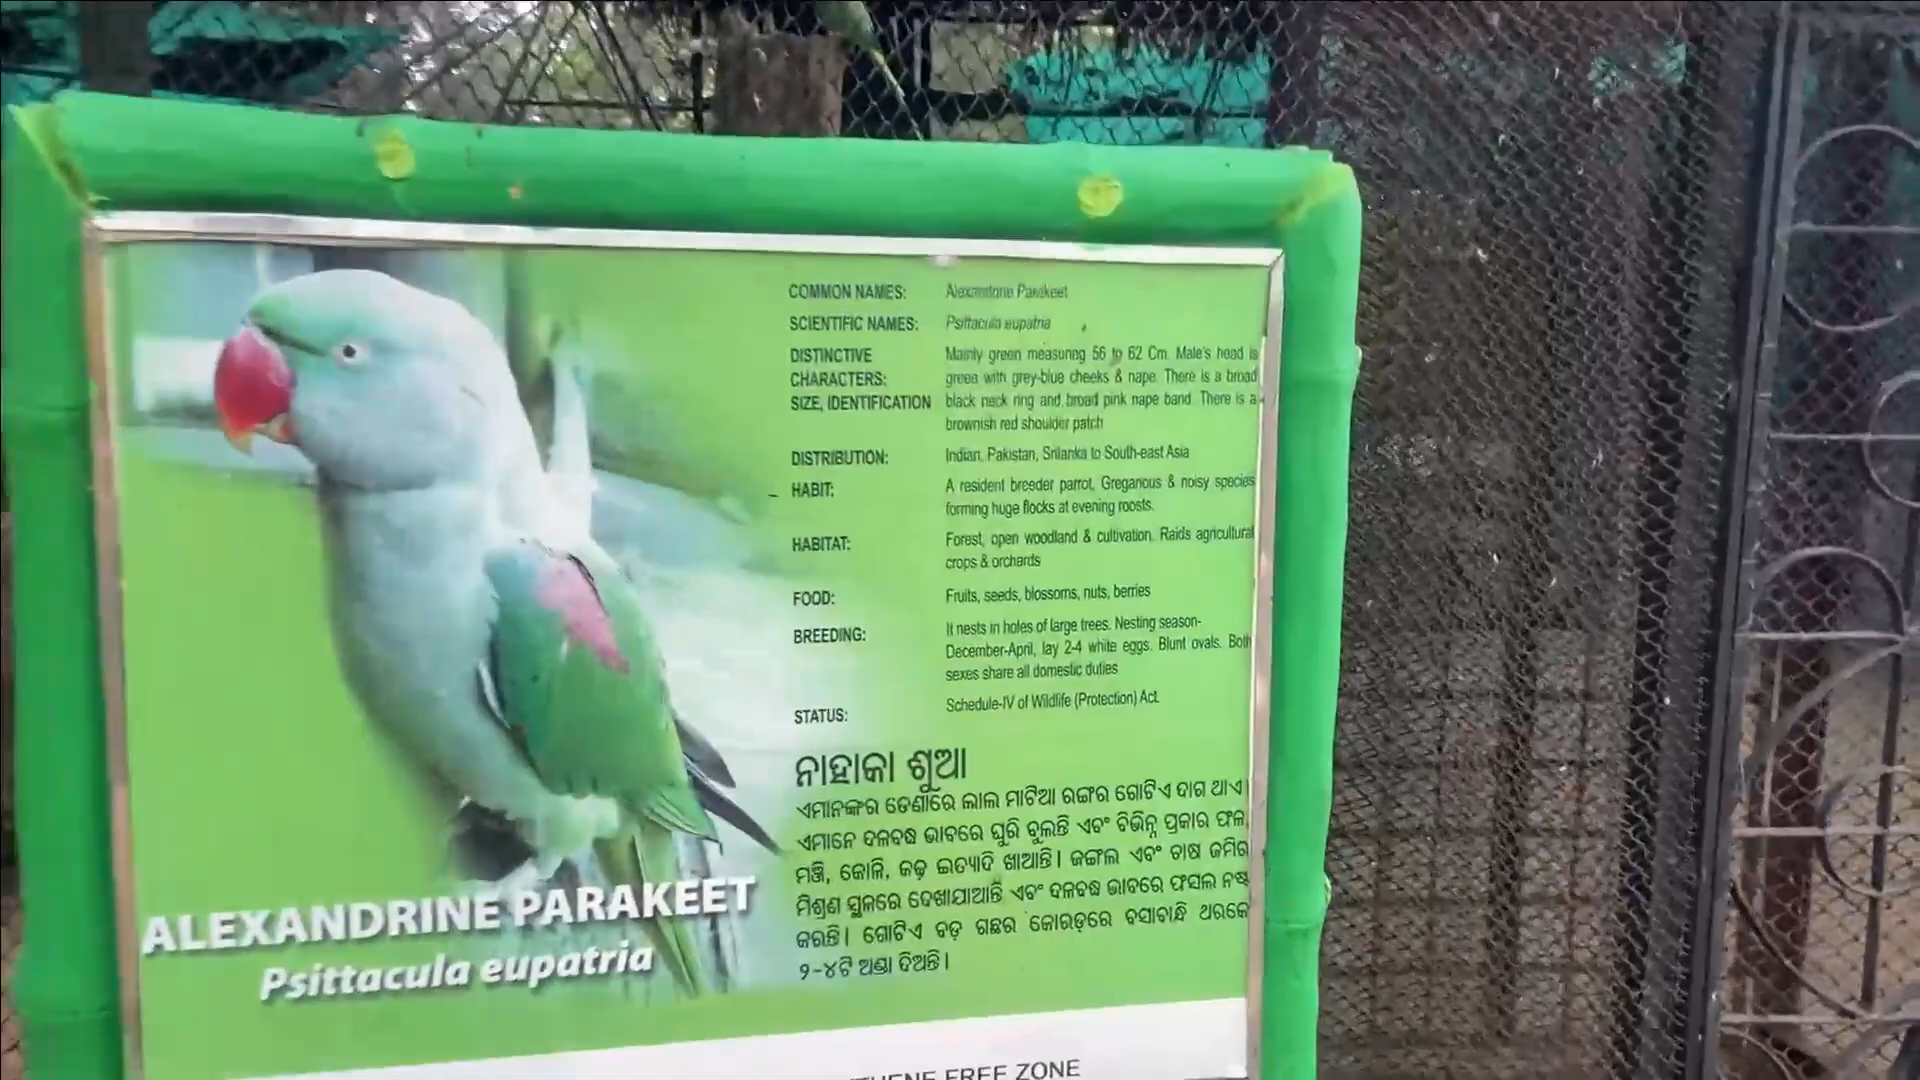 COMMON NAMES: Alexandrine Parakeet
SCIENTIFIC NAMES: Psittacula eupatria
DISTINCTIVE Mainly green measuring 56 to 62 Cm. Male's head is
CHARACTERS: green with grey-blue cheeks & nape. There is a broad
SIZE, IDENTIFICATION black neck ring and broad pink nape band. There is a
brownish red shoulder patch
DISTRIBUTION: Indian, Pakistan, Srilanka to South-east Asia
HABIT: A resident breeder parrot, Greganous & noisy species
forming huge flocks at evening roosts.
HABITAT: Forest, open woodland & cultivation. Raids agricultural
crops & orchards
FOOD: Fruits, seeds, blossoms, nuts, berries
BREEDING: It nests in holes of large trees. Nesting season-
December-April, lay 2-4 white eggs. Blunt ovals. Both
sexes share all domestic duties
STATUS: Schedule-IV of Wildlife (Protection) Act.
ନାହାକା ଶୁଆ
ଏମାନଙ୍କର ଡେଣାରେ ଲାଲ ମାଟିଆ ରଙ୍ଗର ଗୋଟିଏ ଦାଗ ଥାଏ।
ଏମାନେ ଦଳବଦ୍ଧ ଭାବରେ ଘୁରି ବୁଲନ୍ତି ଏବଂ ବିଭିନ୍ନ ପ୍ରକାର ଫଳ,
ମଞ୍ଜି, କୋଳି, କଢ଼ ଇତ୍ୟାଦି ଖାଆନ୍ତି। ଜଙ୍ଗଲ ଏବଂ ଚାଷ ଜମିର
ମିଶ୍ରଣ ସ୍ଥଳରେ ଦେଖାଯାଆନ୍ତି ଏବଂ ଦଳବଦ୍ଧ ଭାବରେ ଫସଲ ନଷ୍ଟ
କରନ୍ତି। ଗୋଟିଏ ବଡ଼ ଗଛର କୋରଡ଼ରେ ବସାବାନ୍ଧି ଥରକେ
୨-୪ଟି ଅଣ୍ଡା ଦିଅନ୍ତି।
ALEXANDRINE PARAKEET
Psittacula eupatria
FREE ZONE